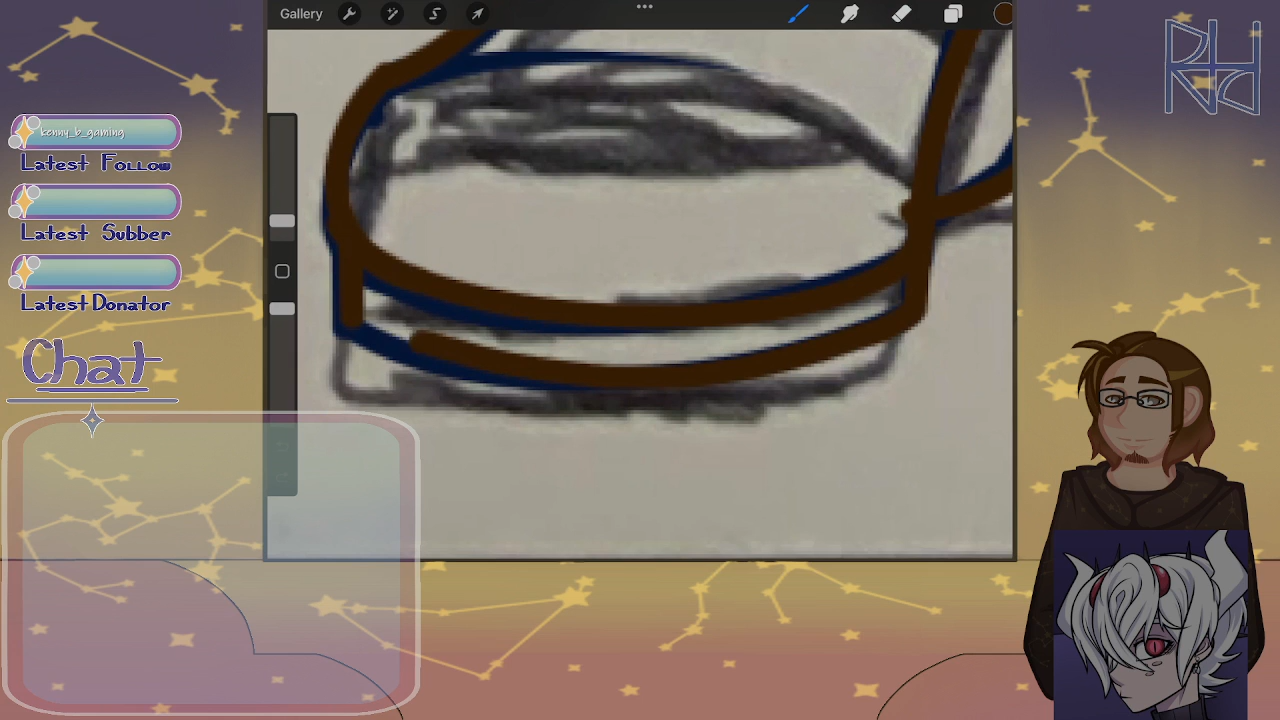 Gallery
kenny_b_gaming
Latest Follow
Latest Subber
Latest Donator
Chat